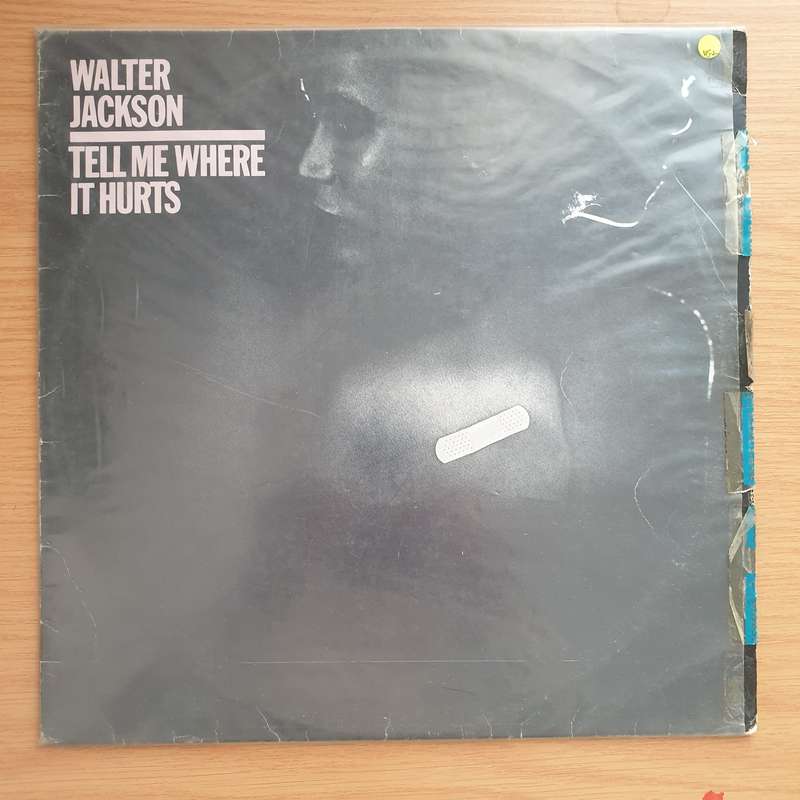 WALTER
JACKSON
TELL ME WHERE
IT HURTS